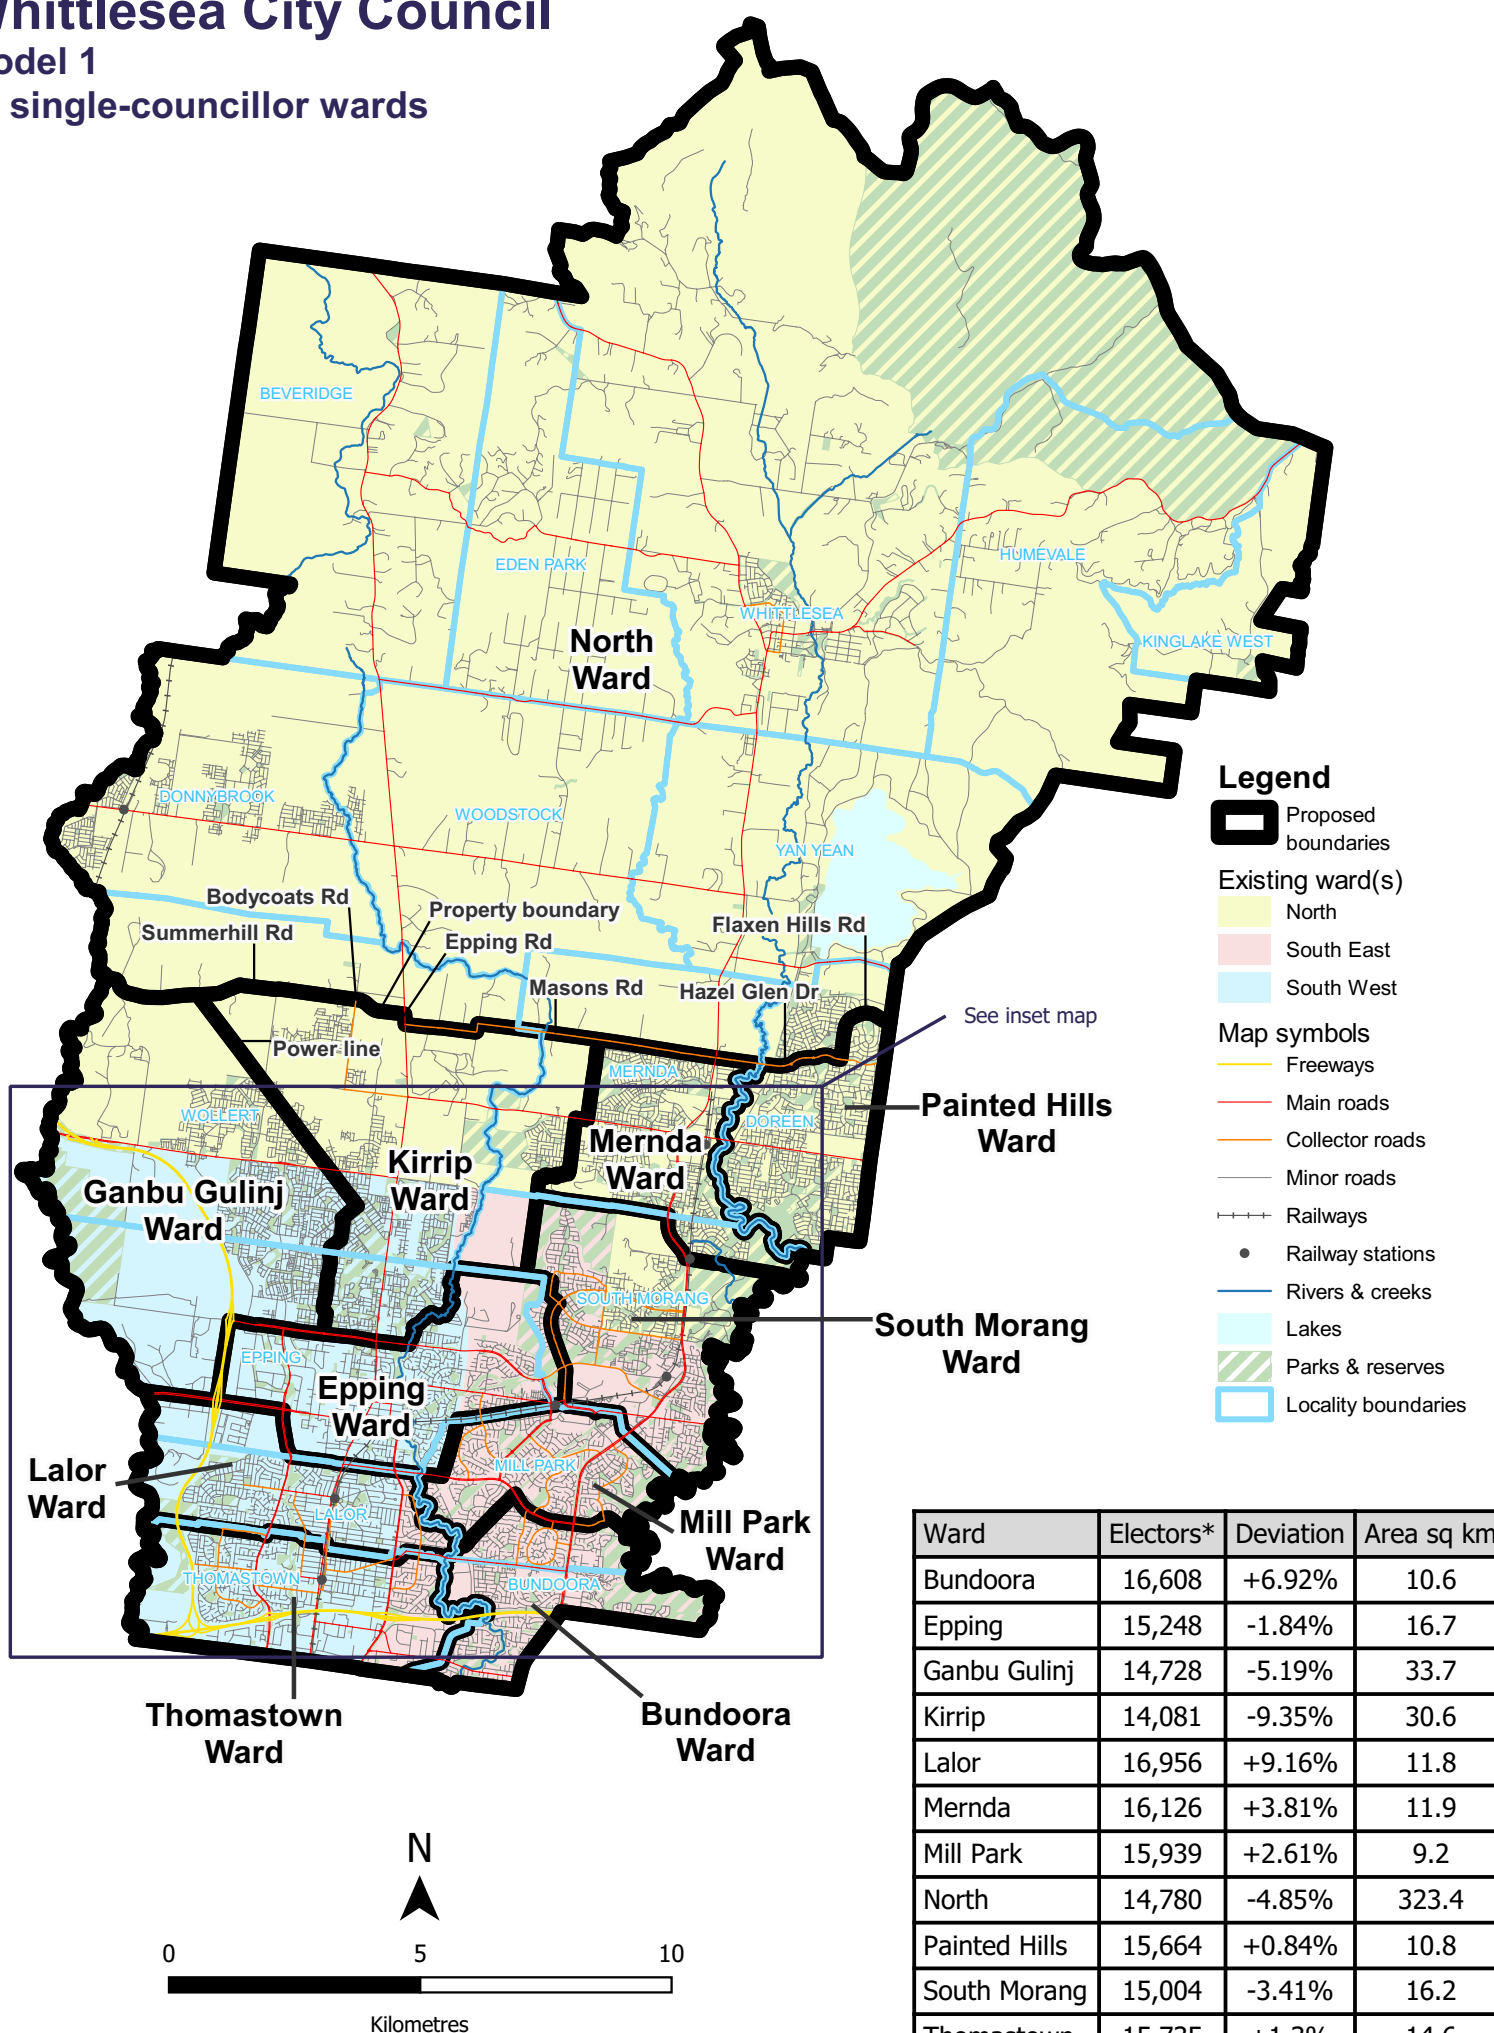 Whittlesea City Council
Model 1
single-councillor wards
BEVERIDGE
EDEN PARK
HUMEVALE
WHITTLESEA
KINGLAKE WEST
North
Ward
DONNYBROOK
WOODSTOCK
YAN YEAN
Bodycoats Rd
Property boundary
Summerhill Rd
Epping Rd
Flaxen Hills Rd
Masons Rd
Hazel Glen Dr
Power line
See inset map
MERNDA
WOLLERT
DOREEN
Painted Hills
Ward
Mernda
Ward
Kirrip
Ward
Ganbu Gulinj
Ward
SOUTH MORANG
South Morang
Ward
EPPING
Epping
Ward
Lalor
Ward
MILL PARK
LALOR
Mill Park
Ward
THOMASTOWN
BUNDOORA
Thomastown
Ward
Bundoora
Ward
N
0 5 10
Kilometres
Legend
Proposed
boundaries
Existing ward(s)
North
South East
South West
Map symbols
Freeways
Main roads
Collector roads
Minor roads
Railways
Railway stations
Rivers & creeks
Lakes
Parks & reserves
Locality boundaries
Ward Electors* Deviation Area sq km
Bundoora 16,608 +6.92% 10.6
Epping 15,248 -1.84% 16.7
Ganbu Gulinj 14,728 -5.19% 33.7
Kirrip 14,081 -9.35% 30.6
Lalor 16,956 +9.16% 11.8
Mernda 16,126 +3.81% 11.9
Mill Park 15,939 +2.61% 9.2
North 14,780 -4.85% 323.4
Painted Hills 15,664 +0.84% 10.8
South Morang 15,004 -3.41% 16.2
Thomastown 15,735 +1.3% 14.6